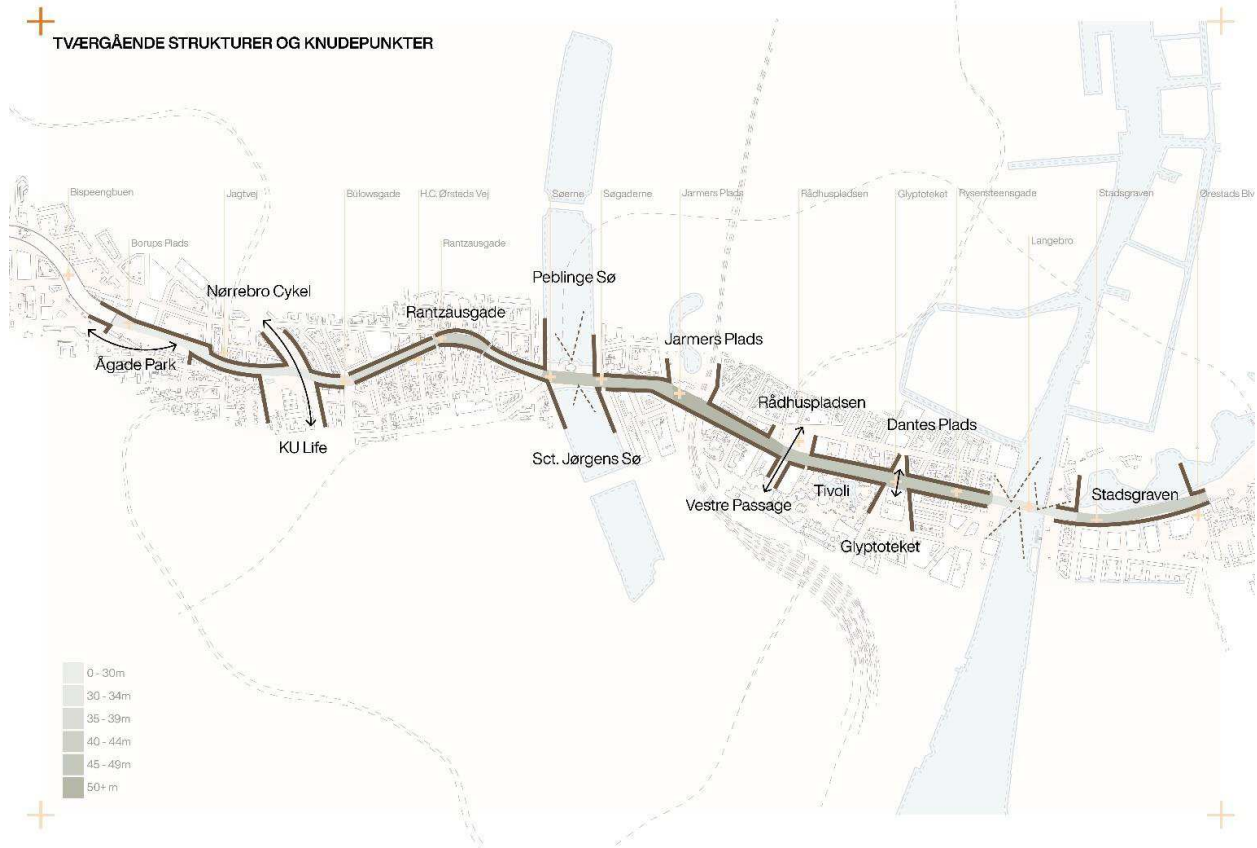 TVÆRGÅENDE STRUKTURER OG KNUDEPUNKTER
Bispeengbuen
Jagtvej
Bülowsgade
H.C. Ørsteds Vej
Søerne
Søgaderne
Jarmers Plads
Rådhuspladsen
Glyptoteket
Rysensteensgade
Stadsgraven
Ørestads Blv
Borups Plads
Rantzausgade
Langebro
Nørrebro Cykel
Peblinge Sø
Rantzausgade
Jarmers Plads
Ågade Park
Rådhuspladsen
Dantes Plads
KU Life
Sct. Jørgens Sø
Tivoli
Stadsgraven
Vestre Passage
Glyptoteket
0 - 30m
30 - 34m
35 - 39m
40 - 44m
45 - 49m
50+ m